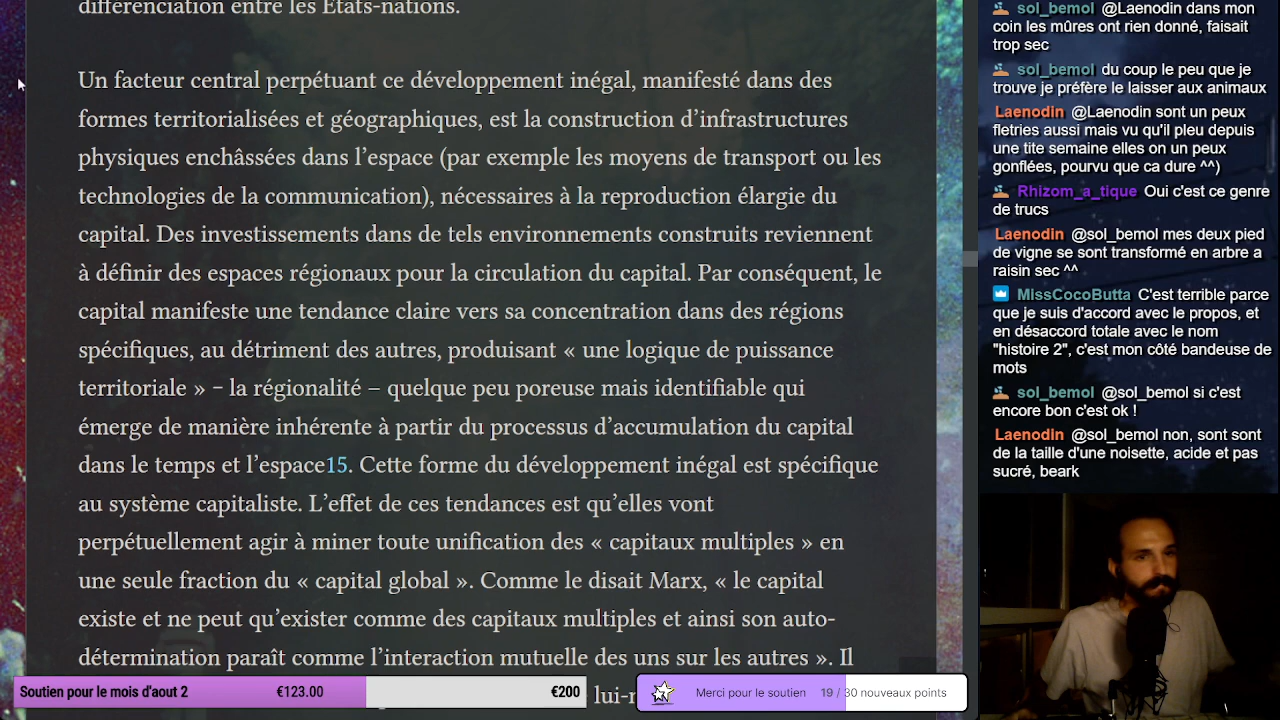 différenciation entre les États-nations.
Un facteur central perpétuant ce développement inégal, manifesté dans des
formes territorialisées et géographiques, est la construction d’infrastructures
physiques enchâssées dans l’espace (par exemple les moyens de transport ou les
technologies de la communication), nécessaires à la reproduction élargie du
capital. Des investissements dans de tels environnements construits reviennent
à définir des espaces régionaux pour la circulation du capital. Par conséquent, le
capital manifeste une tendance claire vers sa concentration dans des régions
spécifiques, au détriment des autres, produisant « une logique de puissance
territoriale » – la régionalité – quelque peu poreuse mais identifiable qui
émerge de manière inhérente à partir du processus d’accumulation du capital
dans le temps et l’espace15. Cette forme du développement inégal est spécifique
au système capitaliste. L’effet de ces tendances est qu’elles vont
perpétuellement agir à miner toute unification des « capitaux multiples » en
une seule fraction du « capital global ». Comme le disait Marx, « le capital
existe et ne peut qu’exister comme des capitaux multiples et ainsi son auto-
détermination paraît comme l’interaction mutuelle des uns sur les autres ». Il
Soutien pour le mois d'aout 2 €123.00 €200
Merci pour le soutien 19 / 30 nouveaux points
sol_bemol @Laenodin dans mon
coin les mûres ont rien donné, faisait
trop sec
sol_bemol du coup le peu que je
trouve je préfère le laisser aux animaux
Laenodin @Laenodin sont un peux
fletries aussi mais vu qu'il pleu depuis
une tite semaine elles on un peux
gonflées, pourvu que ca dure ^^)
Rhizom_a_tique Oui c'est ce genre
de trucs
Laenodin @sol_bemol mes deux pied
de vigne se sont transformé en arbre a
raisin sec ^^
MissCocoButta C'est terrible parce
que je suis d'accord avec le propos, et
en désaccord totale avec le nom
"histoire 2", c'est mon côté bandeuse de
mots
sol_bemol @sol_bemol si c'est
encore bon c'est ok !
Laenodin @sol_bemol non, sont sont
de la taille d'une noisette, acide et pas
sucré, beark